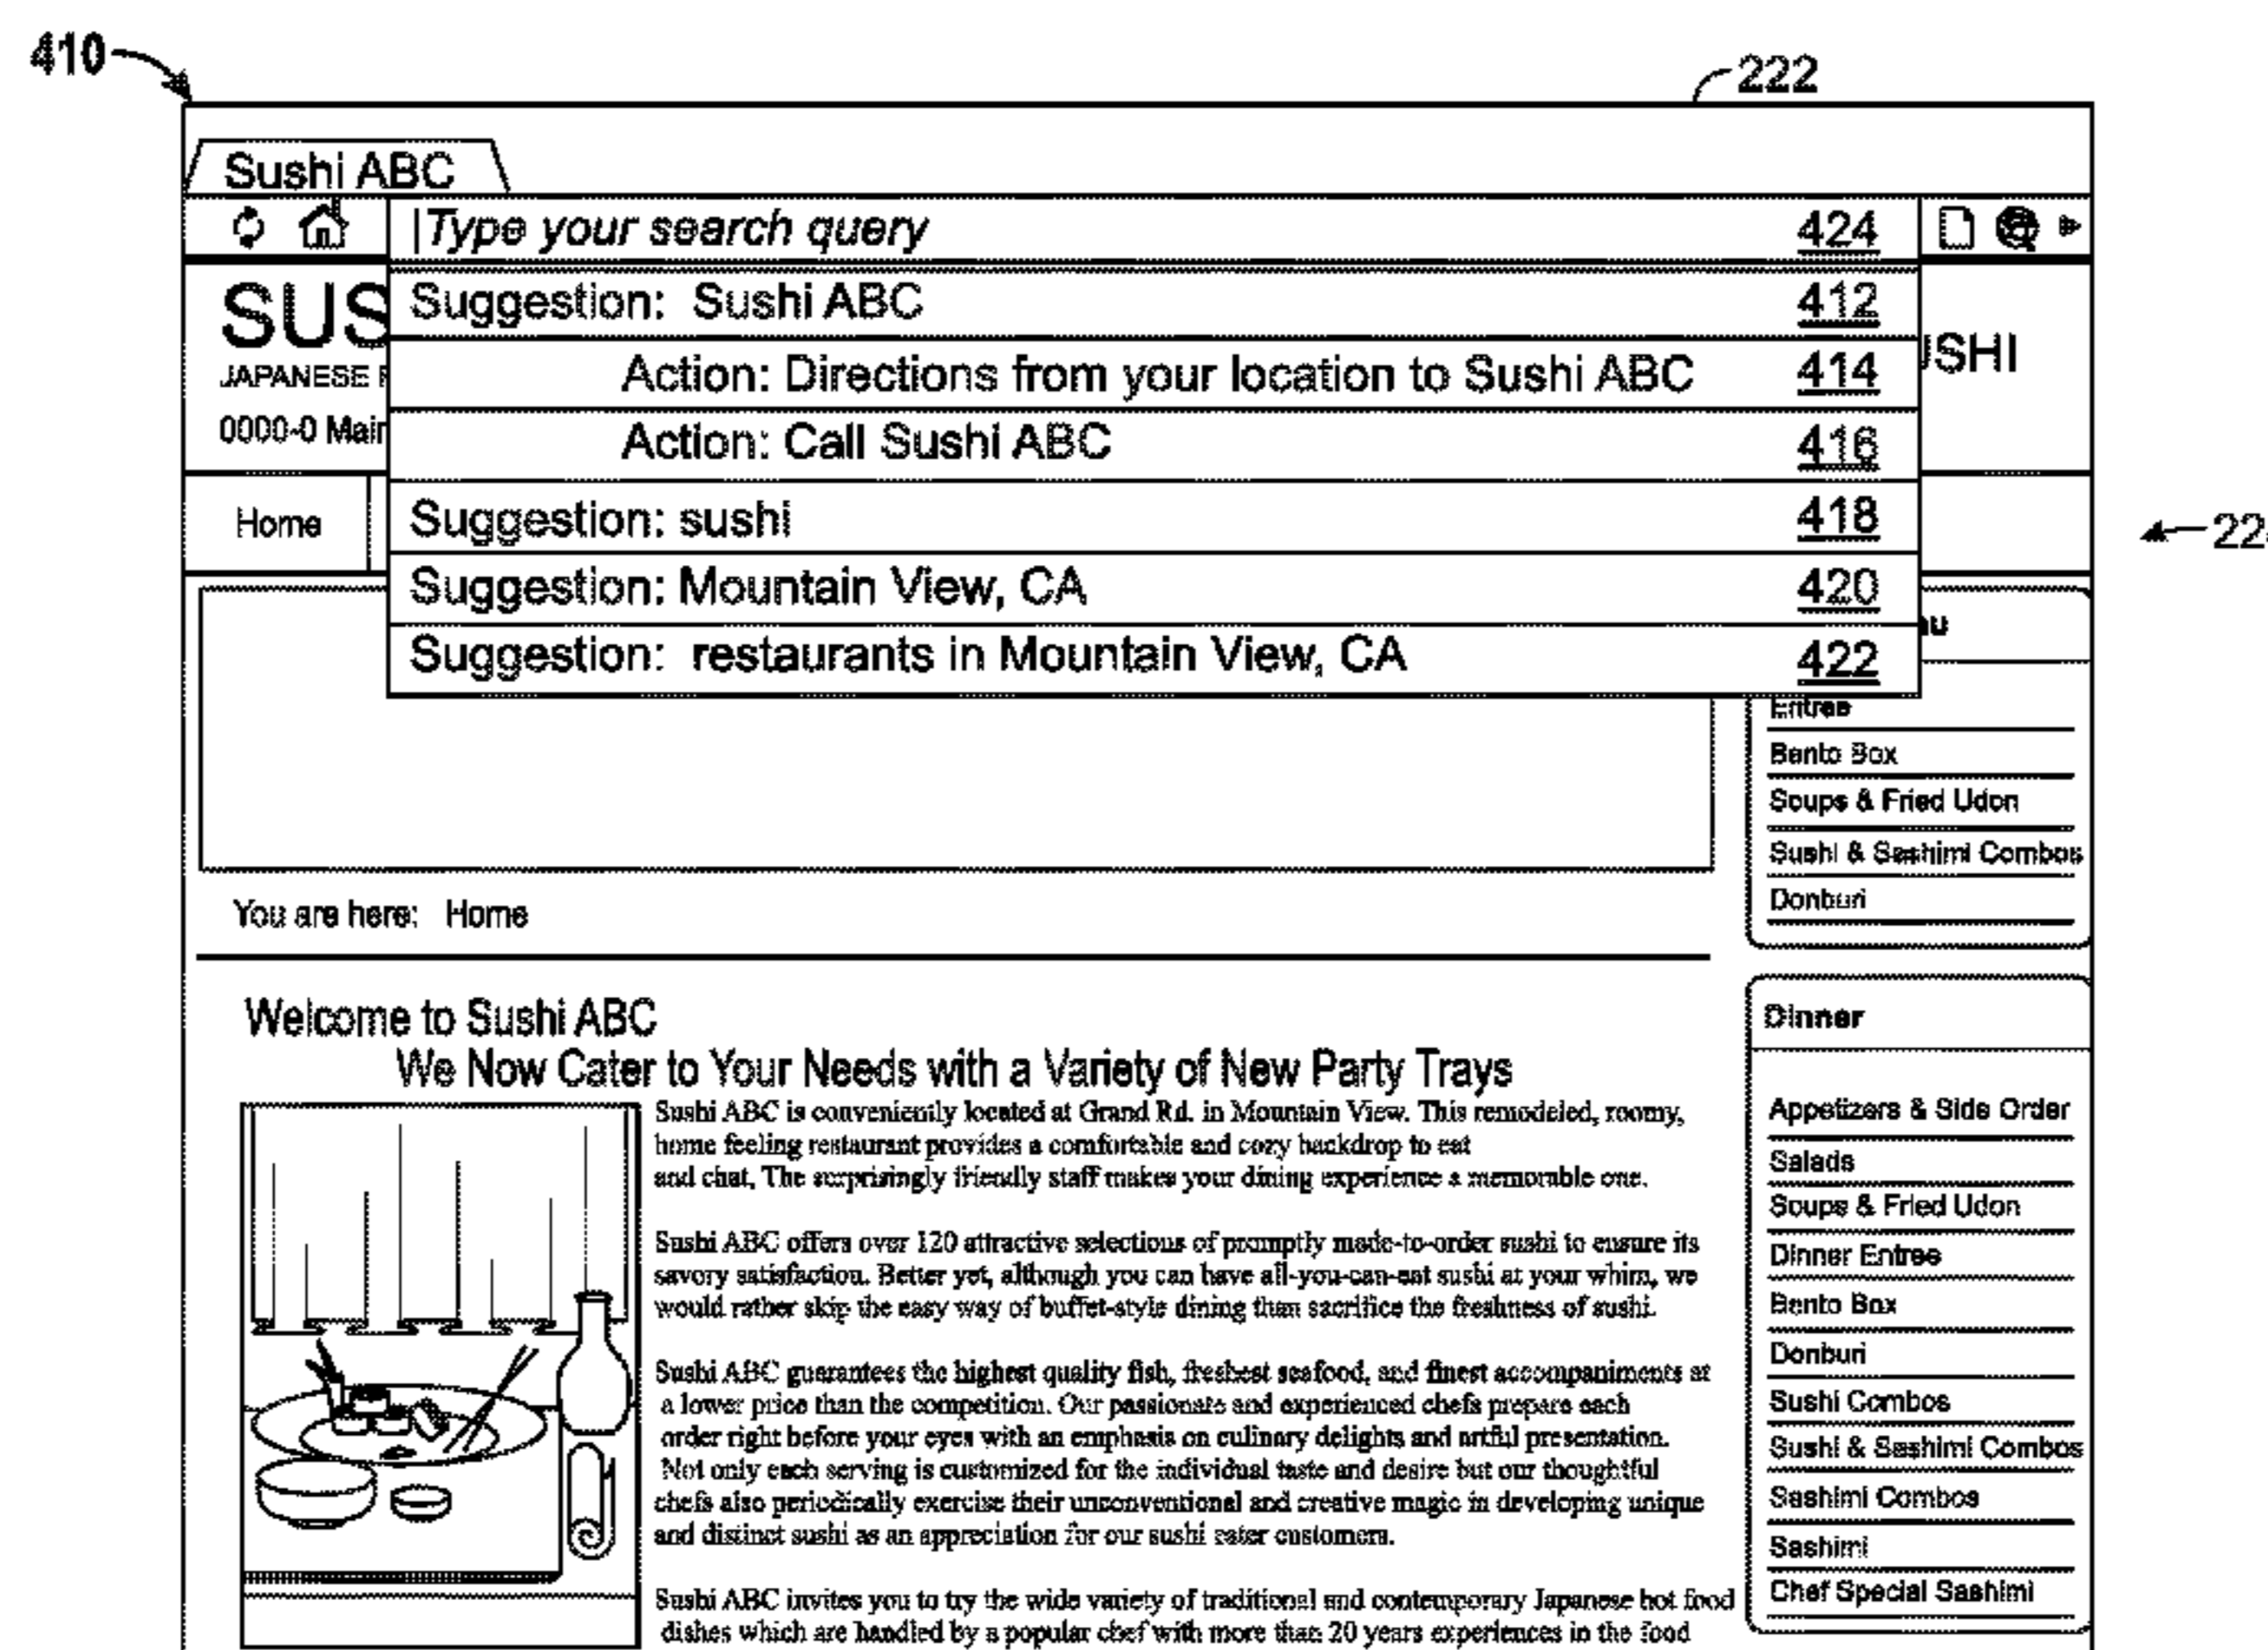 410
222
Sushi ABC
Type your search query 424
Suggestion: Sushi ABC 412
Action: Directions from your location to Sushi ABC 414
Action: Call Sushi ABC 416
Suggestion: sushi 418
Suggestion: Mountain View, CA 420
Suggestion: restaurants in Mountain View, CA 422
SUS
JAPANESE
0000-0 Main
USHI
Home
22
Entree
Bento Box
Soups & Fried Udon
Sushi & Sashimi Combos
Donburi
You are here: Home
Welcome to Sushi ABC
We Now Cater to Your Needs with a Variety of New Party Trays
Sushi ABC is conveniently located at Grand Rd. in Mountain View. This remodeled, roomy,
home feeling restaurant provides a comfortable and cozy backdrop to eat
and chat, The surprisingly friendly staff makes your dining experience a memorable one.
Sushi ABC offers over 120 attractive selections of promptly made-to-order sushi to ensure its
savory satisfaction. Better yet, although you can have all-you-can-eat sushi at your whim, we
would rather skip the easy way of buffet-style dining than sacrifice the freshness of sushi.
Sushi ABC guarantees the highest quality fish, freshest seafood, and finest accompaniments at
a lower price than the competition. Our passionate and experienced chefs prepare each
order right before your eyes with an emphasis on culinary delights and artful presentation.
Not only each serving is customized for the individual taste and desire but our thoughtful
chefs also periodically exercise their unconventional and creative magic in developing unique
and distinct sushi as an appreciation for our sushi eater customers.
Sushi ABC invites you to try the wide variety of traditional and contemporary Japanese hot food
dishes which are handled by a popular chef with more than 20 years experiences in the food
Dinner
Appetizers & Side Order
Salads
Soups & Fried Udon
Dinner Entree
Bento Box
Donburi
Sushi Combos
Sushi & Sashimi Combos
Sashimi Combos
Sashimi
Chef Special Sashimi